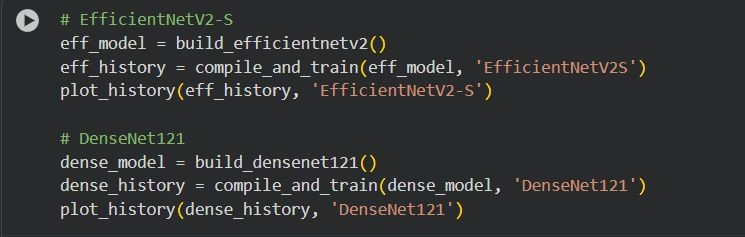 # EfficientNetV2-S
eff_model = build_efficientnetv2()
eff_history = compile_and_train(eff_model, 'EfficientNetV2S')
plot_history(eff_history, 'EfficientNetV2-S')
# DenseNet121
dense_model = build_densenet121()
dense_history = compile_and_train(dense_model, 'DenseNet121')
plot_history(dense_history, 'DenseNet121')